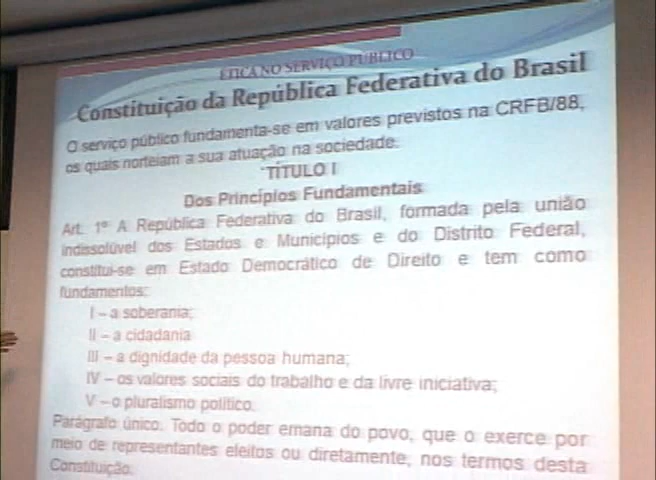 ÉTICA NO SERVIÇO PÚBLICO
Constituição da República Federativa do Brasil
O serviço público fundamenta-se em valores previstos na CRFB/88,
os quais norteiam a sua atuação na sociedade:
"TÍTULO I
Dos Princípios Fundamentais
Art. 1º A República Federativa do Brasil, formada pela união
indissolúvel dos Estados e Municípios e do Distrito Federal,
constitui-se em Estado Democrático de Direito e tem como
fundamentos:
I – a soberania;
II – a cidadania
III – a dignidade da pessoa humana;
IV – os valores sociais do trabalho e da livre iniciativa;
V – o pluralismo político.
Parágrafo único. Todo o poder emana do povo, que o exerce por
meio de representantes eleitos ou diretamente, nos termos desta
Constituição.